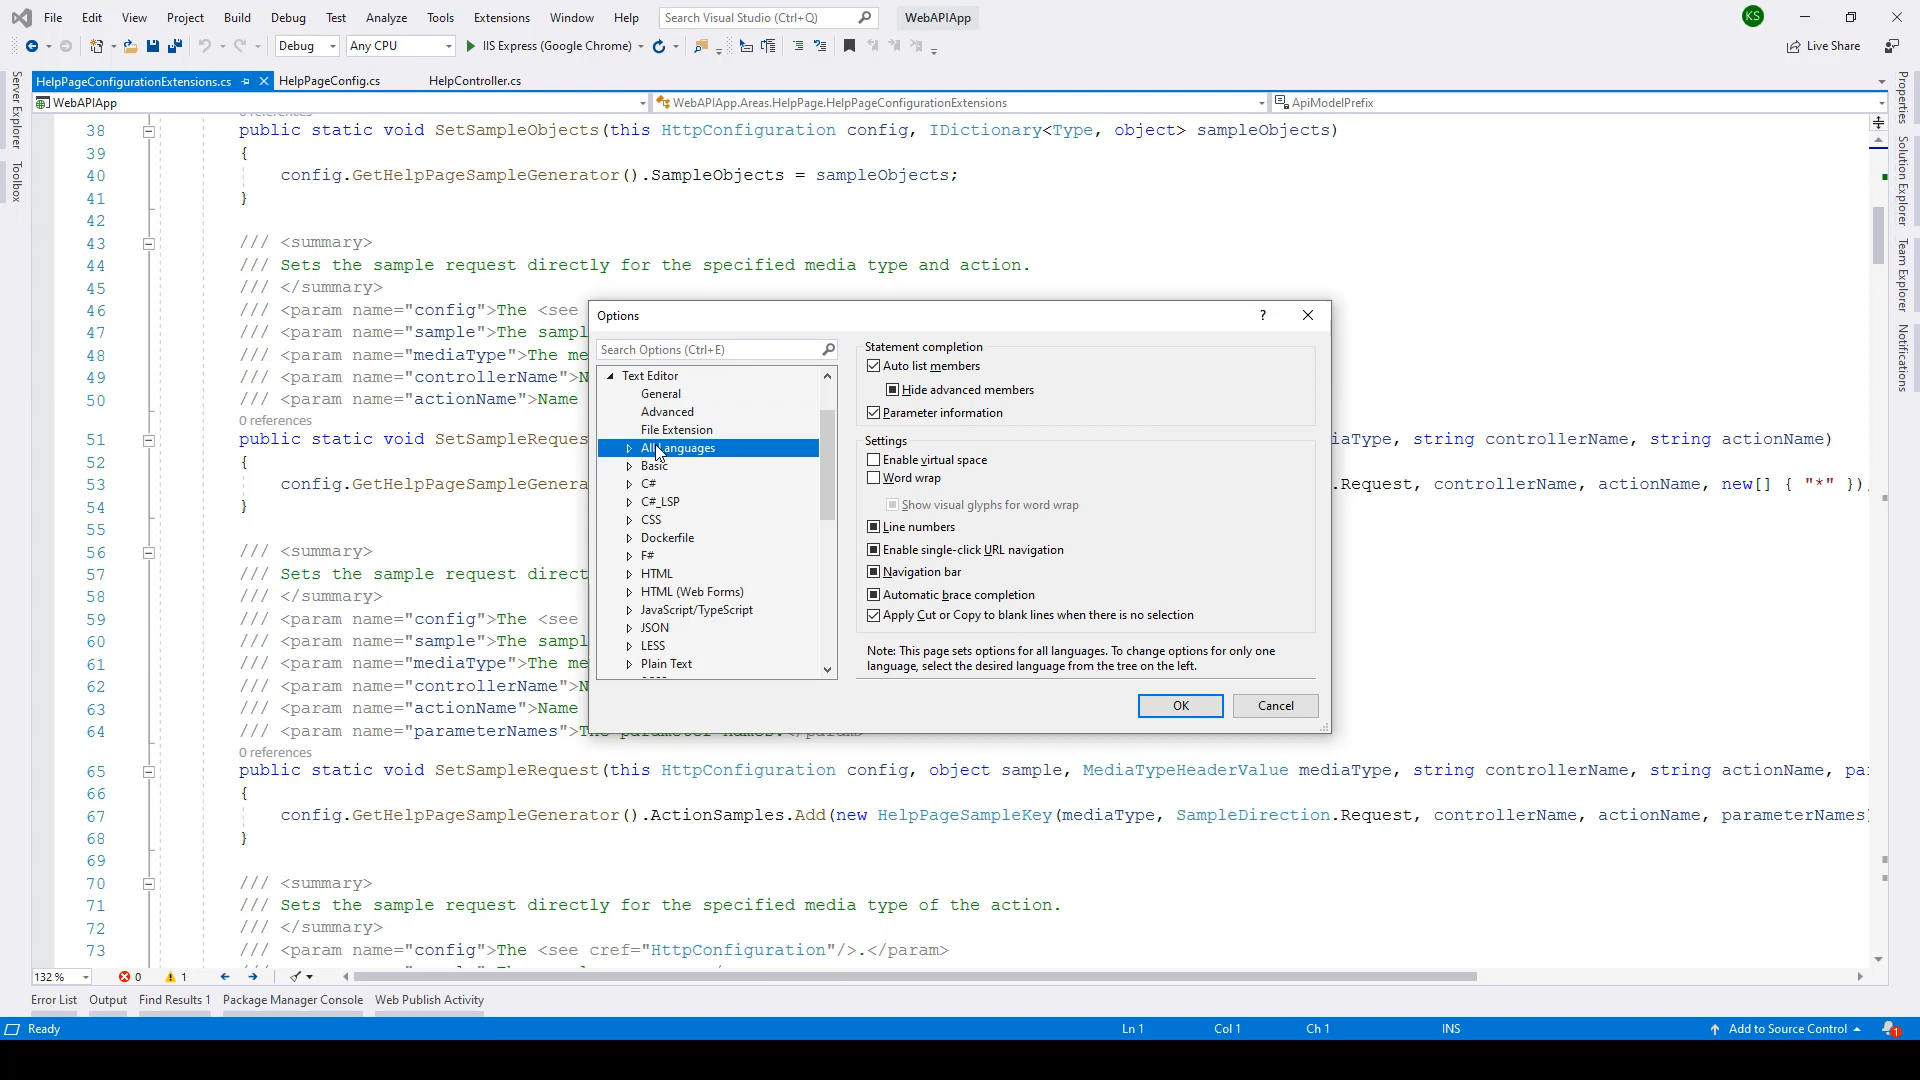 File Edit View Project Build Debug Test Analyze Tools Extensions Window Help Search Visual Studio (Ctrl+Q) WebAPIApp KS
Debug Any CPU IIS Express (Google Chrome) Live Share
HelpPageConfigurationExtensions.cs HelpPageConfig.cs HelpController.cs
WebAPIApp WebAPIApp.Areas.HelpPage.HelpPageConfigurationExtensions ApiModelPrefix
Server Explorer
Toolbox
Properties
Solution Explorer
Team Explorer
Notifications
38 public static void SetSampleObjects(this HttpConfiguration config, IDictionary<Type, object> sampleObjects)
39 {
40 config.GetHelpPageSampleGenerator().SampleObjects = sampleObjects;
41 }
42
43 /// <summary>
44 /// Sets the sample request directly for the specified media type and action.
45 /// </summary>
46 /// <param name="config">The <see
47 /// <param name="sample">The sampl
48 /// <param name="mediaType">The me
49 /// <param name="controllerName">N
50 /// <param name="actionName">Name
0 references
51 public static void SetSampleReques iaType, string controllerName, string actionName)
52 {
53 config.GetHelpPageSampleGenera .Request, controllerName, actionName, new[] { "*" })
54 }
55
56 /// <summary>
57 /// Sets the sample request direct
58 /// </summary>
59 /// <param name="config">The <see
60 /// <param name="sample">The sampl
61 /// <param name="mediaType">The me
62 /// <param name="controllerName">N
63 /// <param name="actionName">Name
64 /// <param name="parameterNames">The parameter names.</param>
0 references
65 public static void SetSampleRequest(this HttpConfiguration config, object sample, MediaTypeHeaderValue mediaType, string controllerName, string actionName, pa
66 {
67 config.GetHelpPageSampleGenerator().ActionSamples.Add(new HelpPageSampleKey(mediaType, SampleDirection.Request, controllerName, actionName, parameterNames
68 }
69
70 /// <summary>
71 /// Sets the sample request directly for the specified media type of the action.
72 /// </summary>
73 /// <param name="config">The <see cref="HttpConfiguration"/>.</param>
Options ?
Search Options (Ctrl+E)
Text Editor
General
Advanced
File Extension
All Languages
Basic
C#
C#_LSP
CSS
Dockerfile
F#
HTML
HTML (Web Forms)
JavaScript/TypeScript
JSON
LESS
Plain Text
Statement completion
Auto list members
Hide advanced members
Parameter information
Settings
Enable virtual space
Word wrap
Show visual glyphs for word wrap
Line numbers
Enable single-click URL navigation
Navigation bar
Automatic brace completion
Apply Cut or Copy to blank lines when there is no selection
Note: This page sets options for all languages. To change options for only one
language, select the desired language from the tree on the left.
OK Cancel
132 % 0 1
Error List Output Find Results 1 Package Manager Console Web Publish Activity
Ready Ln 1 Col 1 Ch 1 INS Add to Source Control 1